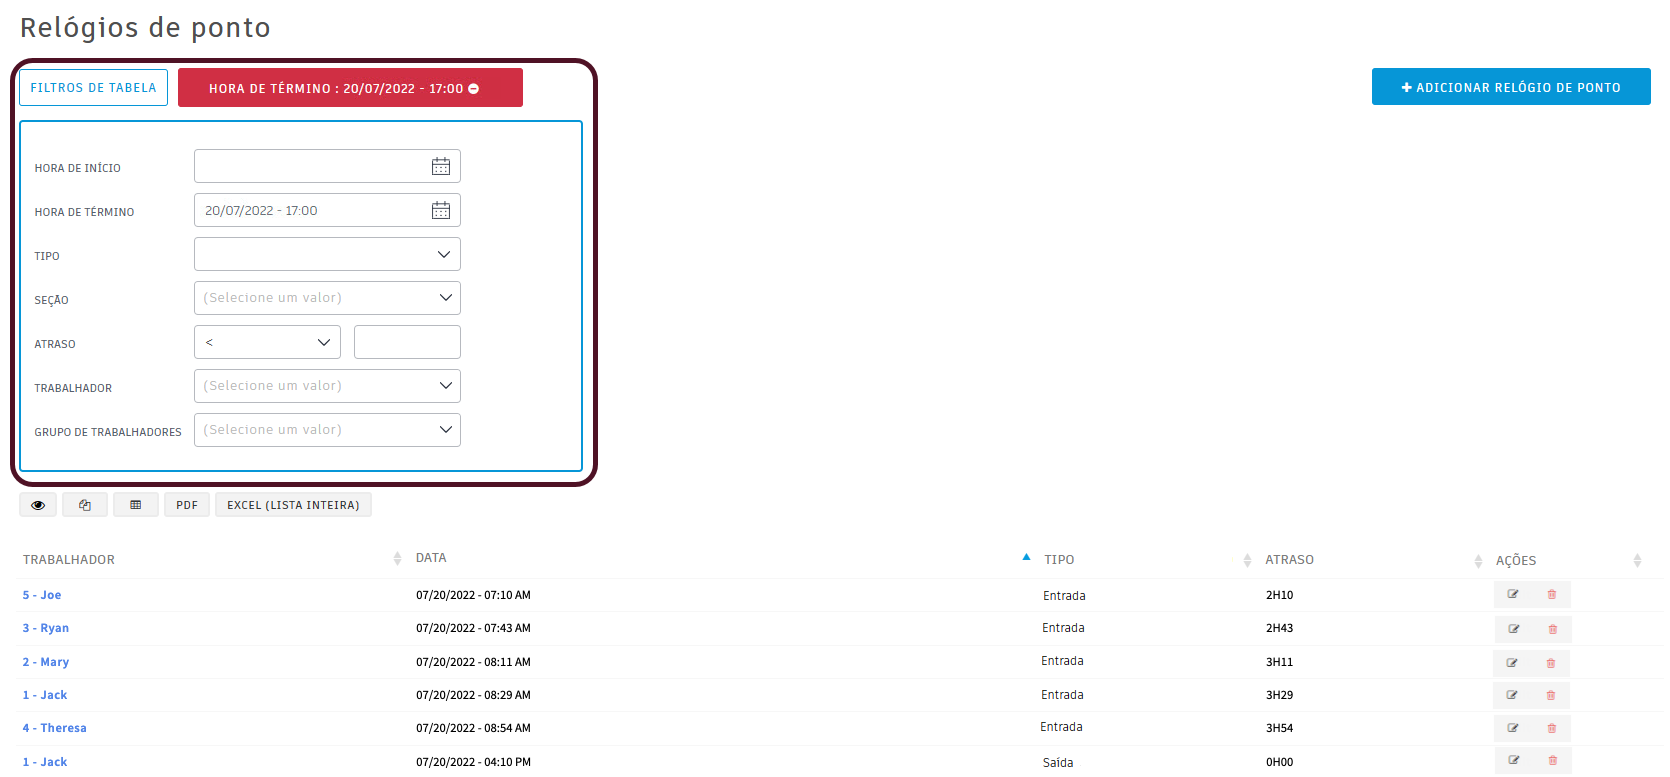 Relógios de ponto
FILTROS DE TABELA
HORA DE TÉRMINO : 20/07/2022 - 17:00
ADICIONAR RELÓGIO DE PONTO
HORA DE INÍCIO
HORA DE TÉRMINO 20/07/2022 - 17:00
TIPO
SEÇÃO (Selecione um valor)
ATRASO <
TRABALHADOR (Selecione um valor)
GRUPO DE TRABALHADORES (Selecione um valor)
PDF EXCEL (LISTA INTEIRA)
TRABALHADOR DATA TIPO ATRASO AÇÕES
5 - Joe 07/20/2022 - 07:10 AM Entrada 2H10
3 - Ryan 07/20/2022 - 07:43 AM Entrada 2H43
2 - Mary 07/20/2022 - 08:11 AM Entrada 3H11
1 - Jack 07/20/2022 - 08:29 AM Entrada 3H29
4 - Theresa 07/20/2022 - 08:54 AM Entrada 3H54
1 - Jack 07/20/2022 - 04:10 PM Saída 0H00